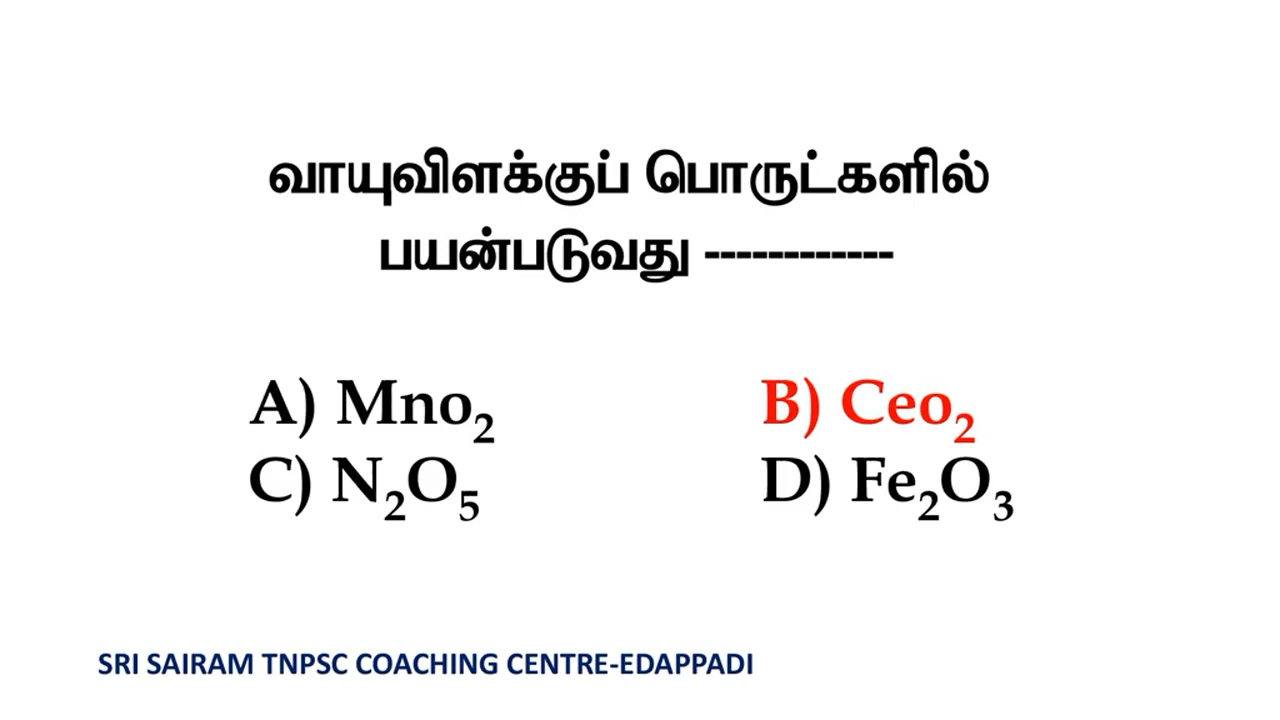 வாயுவிளக்குப் பொருட்களில்
பயன்படுவது ------------
A) Mno₂ B) Ceo₂
C) N₂O₅ D) Fe₂O₃
SRI SAIRAM TNPSC COACHING CENTRE-EDAPPADI